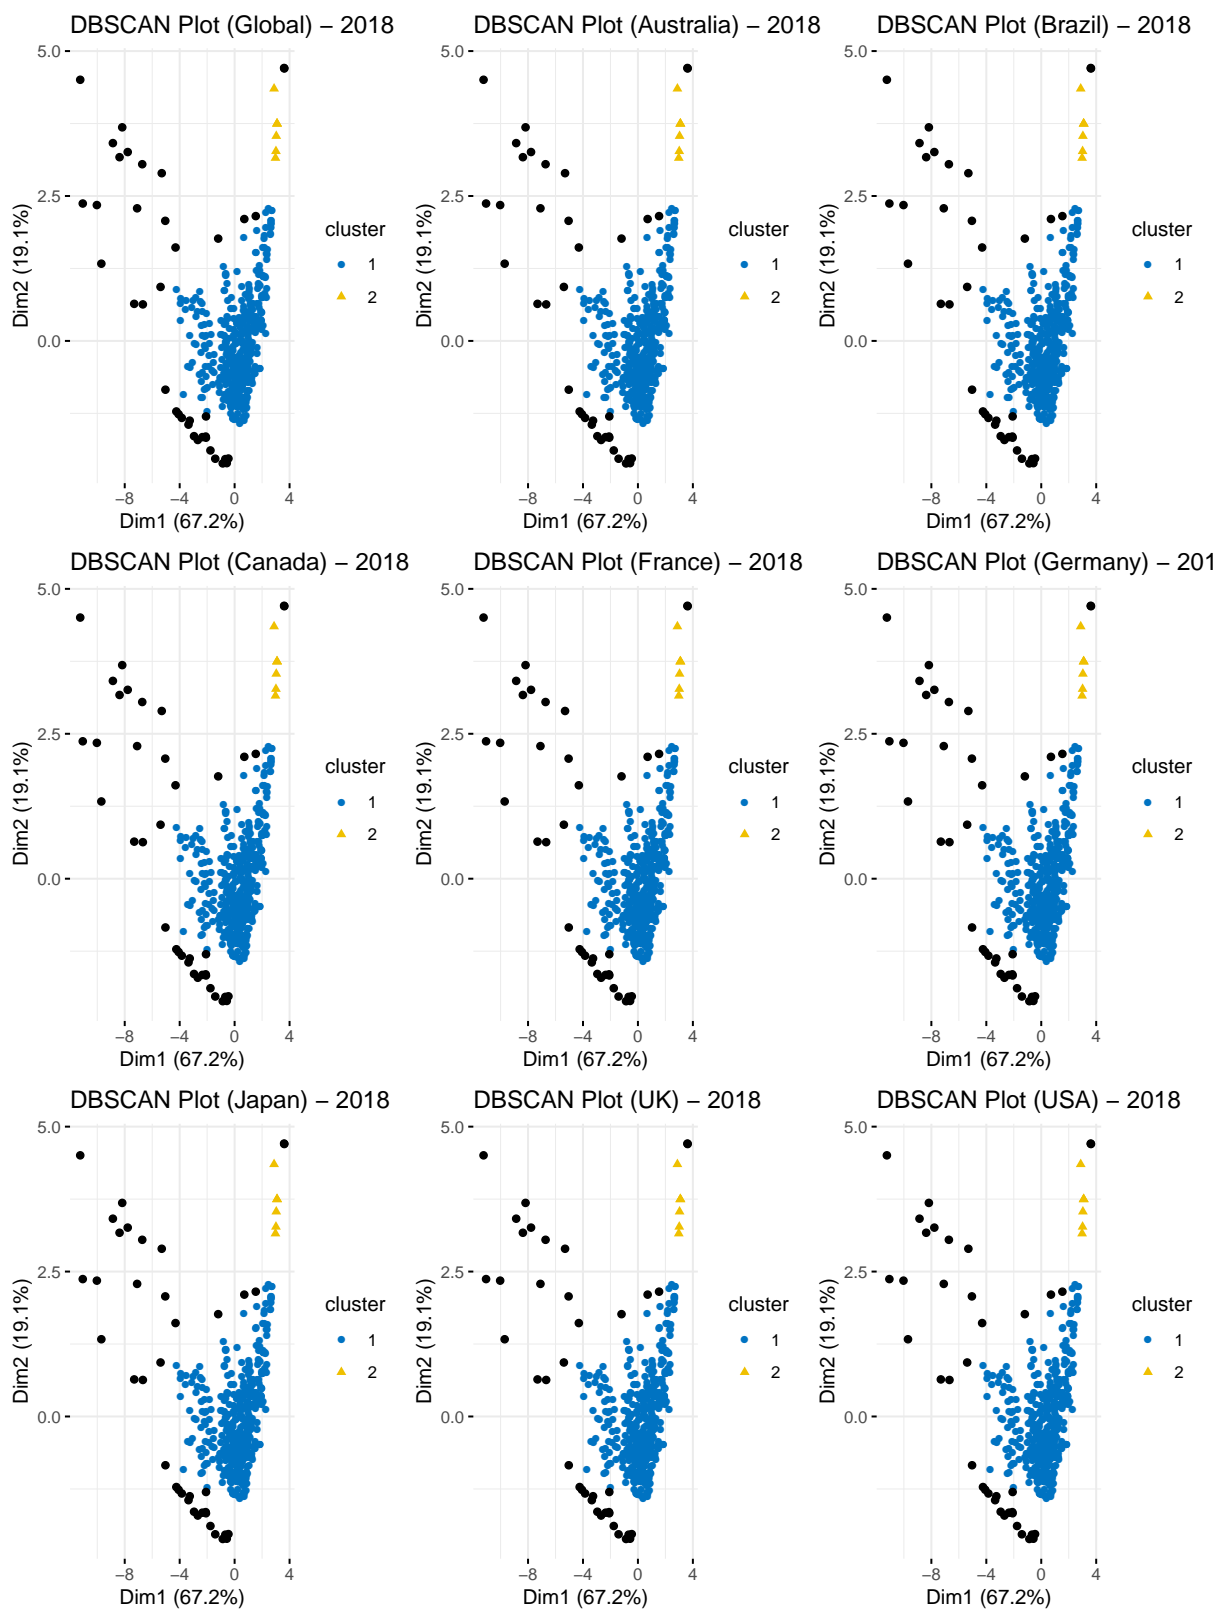 DBSCAN Plot (Global) − 2018
5.0
2.5
0.0
Dim2 (19.1%)
−8 −4 0 4
Dim1 (67.2%)
cluster
1
2
DBSCAN Plot (Australia) − 2018
5.0
2.5
0.0
Dim2 (19.1%)
−8 −4 0 4
Dim1 (67.2%)
cluster
1
2
DBSCAN Plot (Brazil) − 2018
5.0
2.5
0.0
Dim2 (19.1%)
−8 −4 0 4
Dim1 (67.2%)
cluster
1
2
DBSCAN Plot (Canada) − 2018
5.0
2.5
0.0
Dim2 (19.1%)
−8 −4 0 4
Dim1 (67.2%)
cluster
1
2
DBSCAN Plot (France) − 2018
5.0
2.5
0.0
Dim2 (19.1%)
−8 −4 0 4
Dim1 (67.2%)
cluster
1
2
DBSCAN Plot (Germany) − 201
5.0
2.5
0.0
Dim2 (19.1%)
−8 −4 0 4
Dim1 (67.2%)
cluster
1
2
DBSCAN Plot (Japan) − 2018
5.0
2.5
0.0
Dim2 (19.1%)
−8 −4 0 4
Dim1 (67.2%)
cluster
1
2
DBSCAN Plot (UK) − 2018
5.0
2.5
0.0
Dim2 (19.1%)
−8 −4 0 4
Dim1 (67.2%)
cluster
1
2
DBSCAN Plot (USA) − 2018
5.0
2.5
0.0
Dim2 (19.1%)
−8 −4 0 4
Dim1 (67.2%)
cluster
1
2